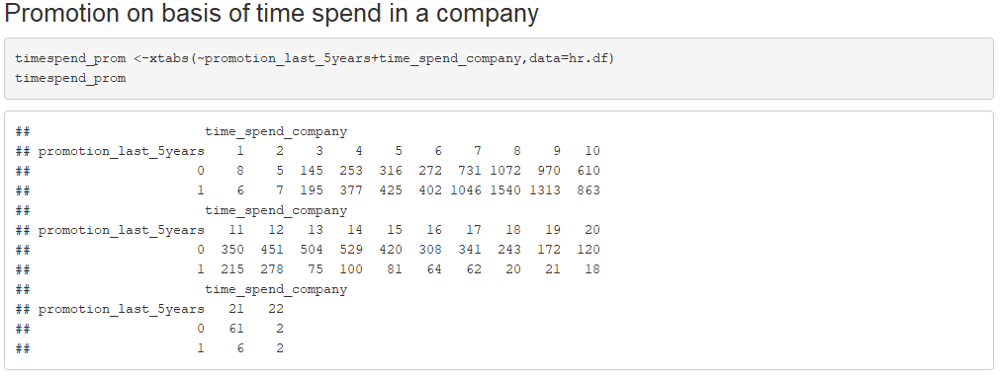 Promotion on basis of time spend in a company
timespend_prom <-xtabs(~promotion_last_5years+time_spend_company,data=hr.df)
timespend_prom
##                      time_spend_company
## promotion_last_5years    1    2    3    4    5    6    7    8    9   10
##                     0    8    5  145  253  316  272  731 1072  970  610
##                     1    6    7  195  377  425  402 1046 1540 1313  863
##                      time_spend_company
## promotion_last_5years   11   12   13   14   15   16   17   18   19   20
##                     0  350  451  504  529  420  308  341  243  172  120
##                     1  215  278   75  100   81   64   62   20   21   18
##                      time_spend_company
## promotion_last_5years   21   22
##                     0   61    2
##                     1    6    2